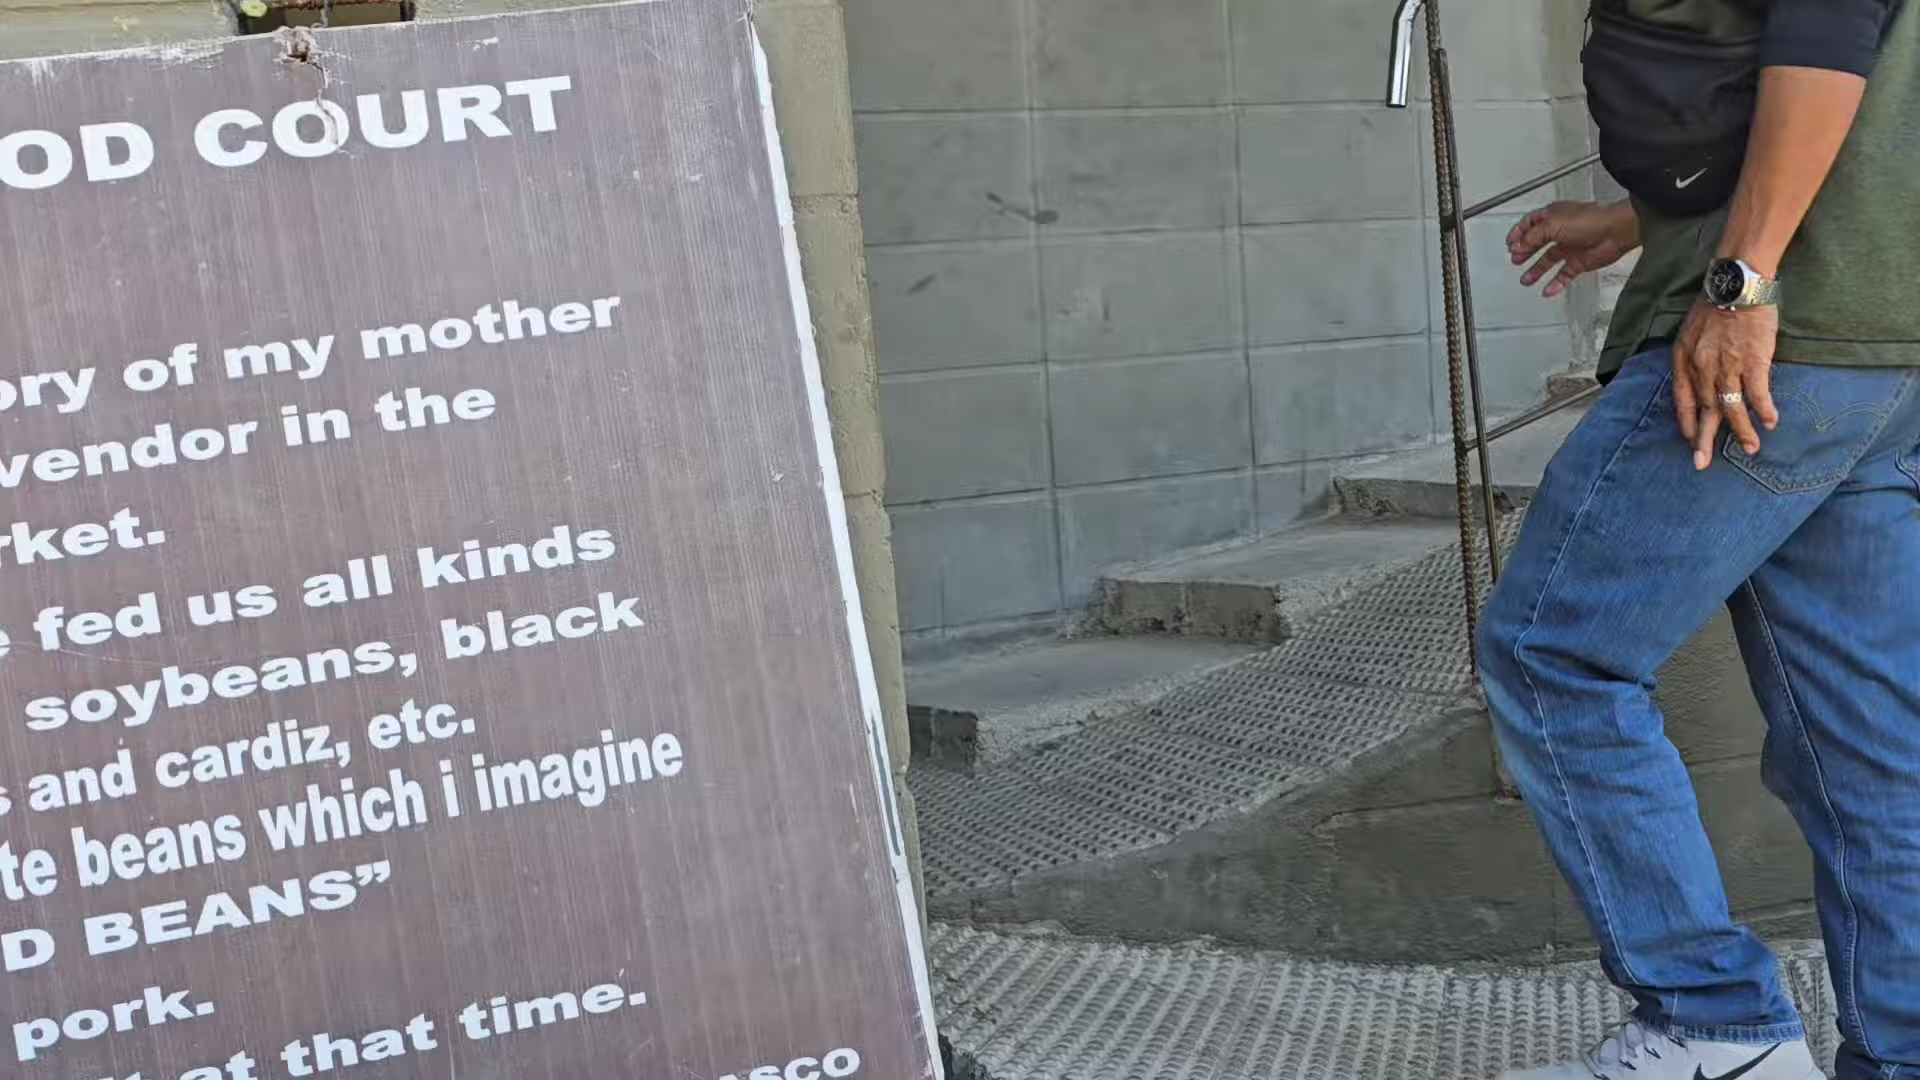 OD COURT
ory of my mother
vendor in the
rket.
e fed us all kinds
soybeans, black
s and cardiz, etc.
te beans which i imagine
D BEANS”
pork.
at that time.
ASCO